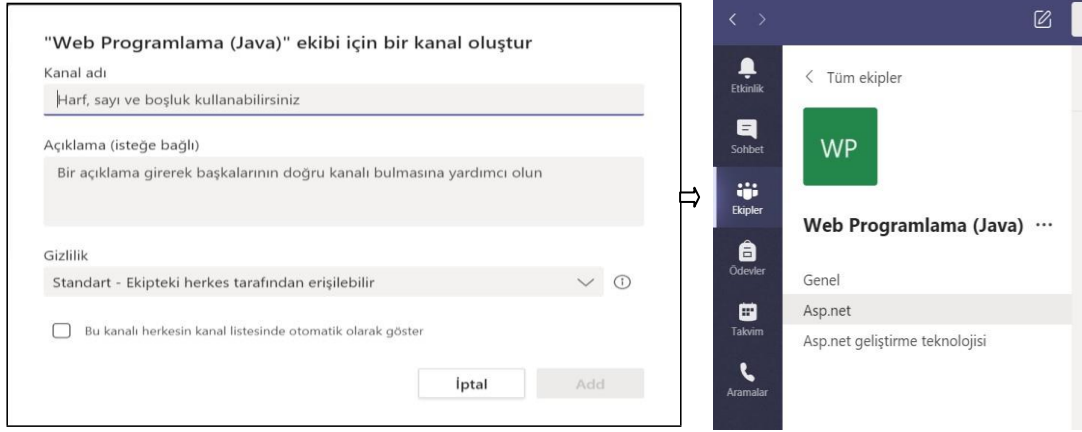 "Web Programlama (Java)" ekibi için bir kanal oluştur
Kanal adı
Harf, sayı ve boşluk kullanabilirsiniz
Açıklama (isteğe bağlı)
Bir açıklama girerek başkalarının doğru kanalı bulmasına yardımcı olun
Gizlilik
Standart - Ekipteki herkes tarafından erişilebilir
Bu kanalı herkesin kanal listesinde otomatik olarak göster
İptal
Add
Etkinlik
Sohbet
Ekipler
Ödevler
Takvim
Aramalar
Tüm ekipler
WP
Web Programlama (Java) ...
Genel
Asp.net
Asp.net geliştirme teknolojisi